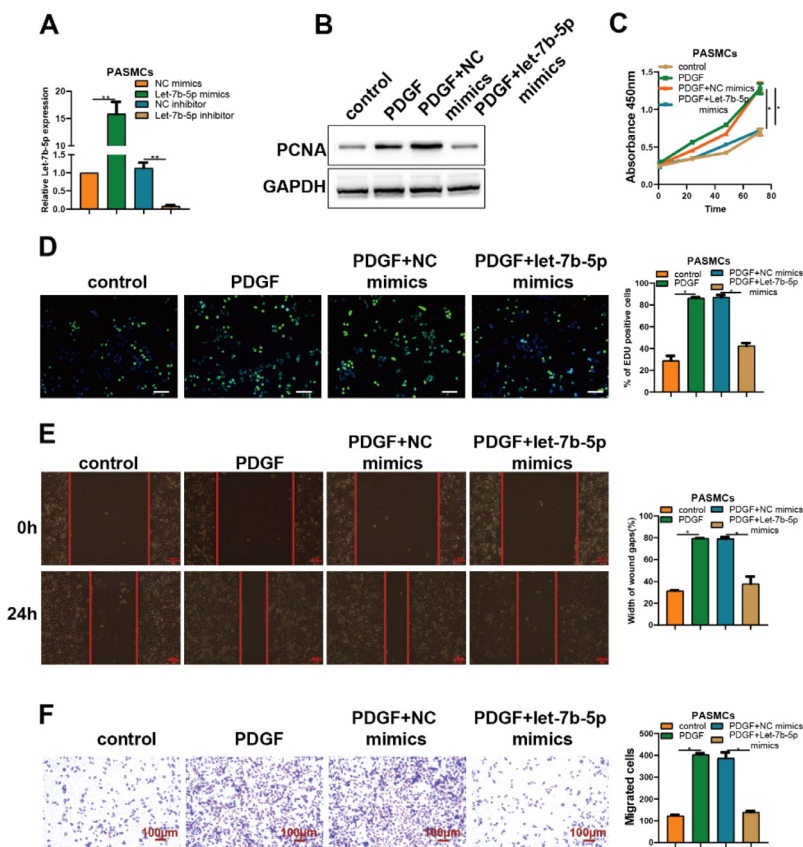 A
PASMCs
NC mimics
Let-7b-5p mimics
NC inhibitor
Let-7b-5p inhibitor
Relative Let-7b-5p expression
20
15
10
5
1.0
0.5
0.0
**
**
B
control
PDGF
PDGF+NC
mimics
PDGF+let-7b-5p
mimics
PCNA
GAPDH
C
PASMCs
control
PDGF
PDGF+NC mimics
PDGF+Let-7b-5p
mimics
Absorbance 450nm
1.5
1.0
0.5
0.0
0
20
40
60
80
100
Time
*
*
D
control
PDGF
PDGF+NC
mimics
PDGF+let-7b-5p
mimics
PASMCs
control
PDGF
PDGF+NC mimics
PDGF+Let-7b-5p
mimics
% of EDU positive cells
100
80
60
40
20
0
*
*
E
control
PDGF
PDGF+NC
mimics
PDGF+let-7b-5p
mimics
0h
24h
PASMCs
control
PDGF
PDGF+NC mimics
PDGF+Let-7b-5p
mimics
Width of wound gaps(%)
100
80
60
40
20
0
*
*
F
control
PDGF
PDGF+NC
mimics
PDGF+let-7b-5p
mimics
100μm
100μm
100μm
100μm
PASMCs
control
PDGF
PDGF+NC mimics
PDGF+Let-7b-5p
mimics
Migrated cells
500
400
300
200
100
0
*
*